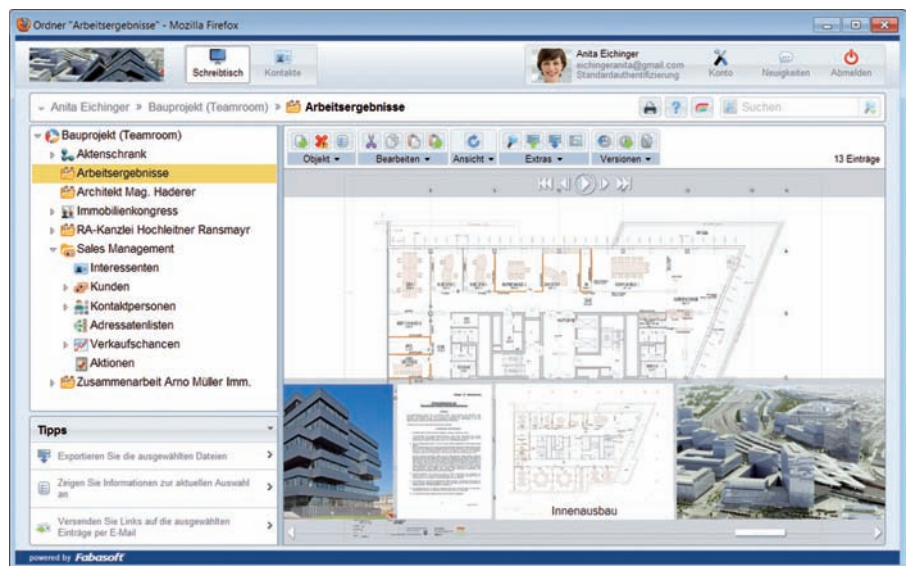 Ordner "Arbeitsergebnisse" - Mozilla Firefox
Schreibtisch
Kontakte
Anita Eichinger
eichingeranita@gmail.com
Standardauthentifizierung
Konto
Neuigkeiten
Abmelden
Anita Eichinger » Bauprojekt (Teamroom) » Arbeitsergebnisse
Suchen
Bauprojekt (Teamroom)
Aktenschrank
Arbeitsergebnisse
Architekt Mag. Haderer
Immobilienkongress
RA-Kanzlei Hochleitner Ransmayr
Sales Management
Interessenten
Kunden
Kontaktpersonen
Adressatenlisten
Verkaufschancen
Aktionen
Zusammenarbeit Arno Müller Imm.
Tipps
Exportieren Sie die ausgewählten Dateien
Zeigen Sie Informationen zur aktuellen Auswahl
an
Versenden Sie Links auf die ausgewählten
Einträge per E-Mail
Objekt
Bearbeiten
Ansicht
Extras
Versionen
13 Einträge
Innenausbau
powered by Fabasoft